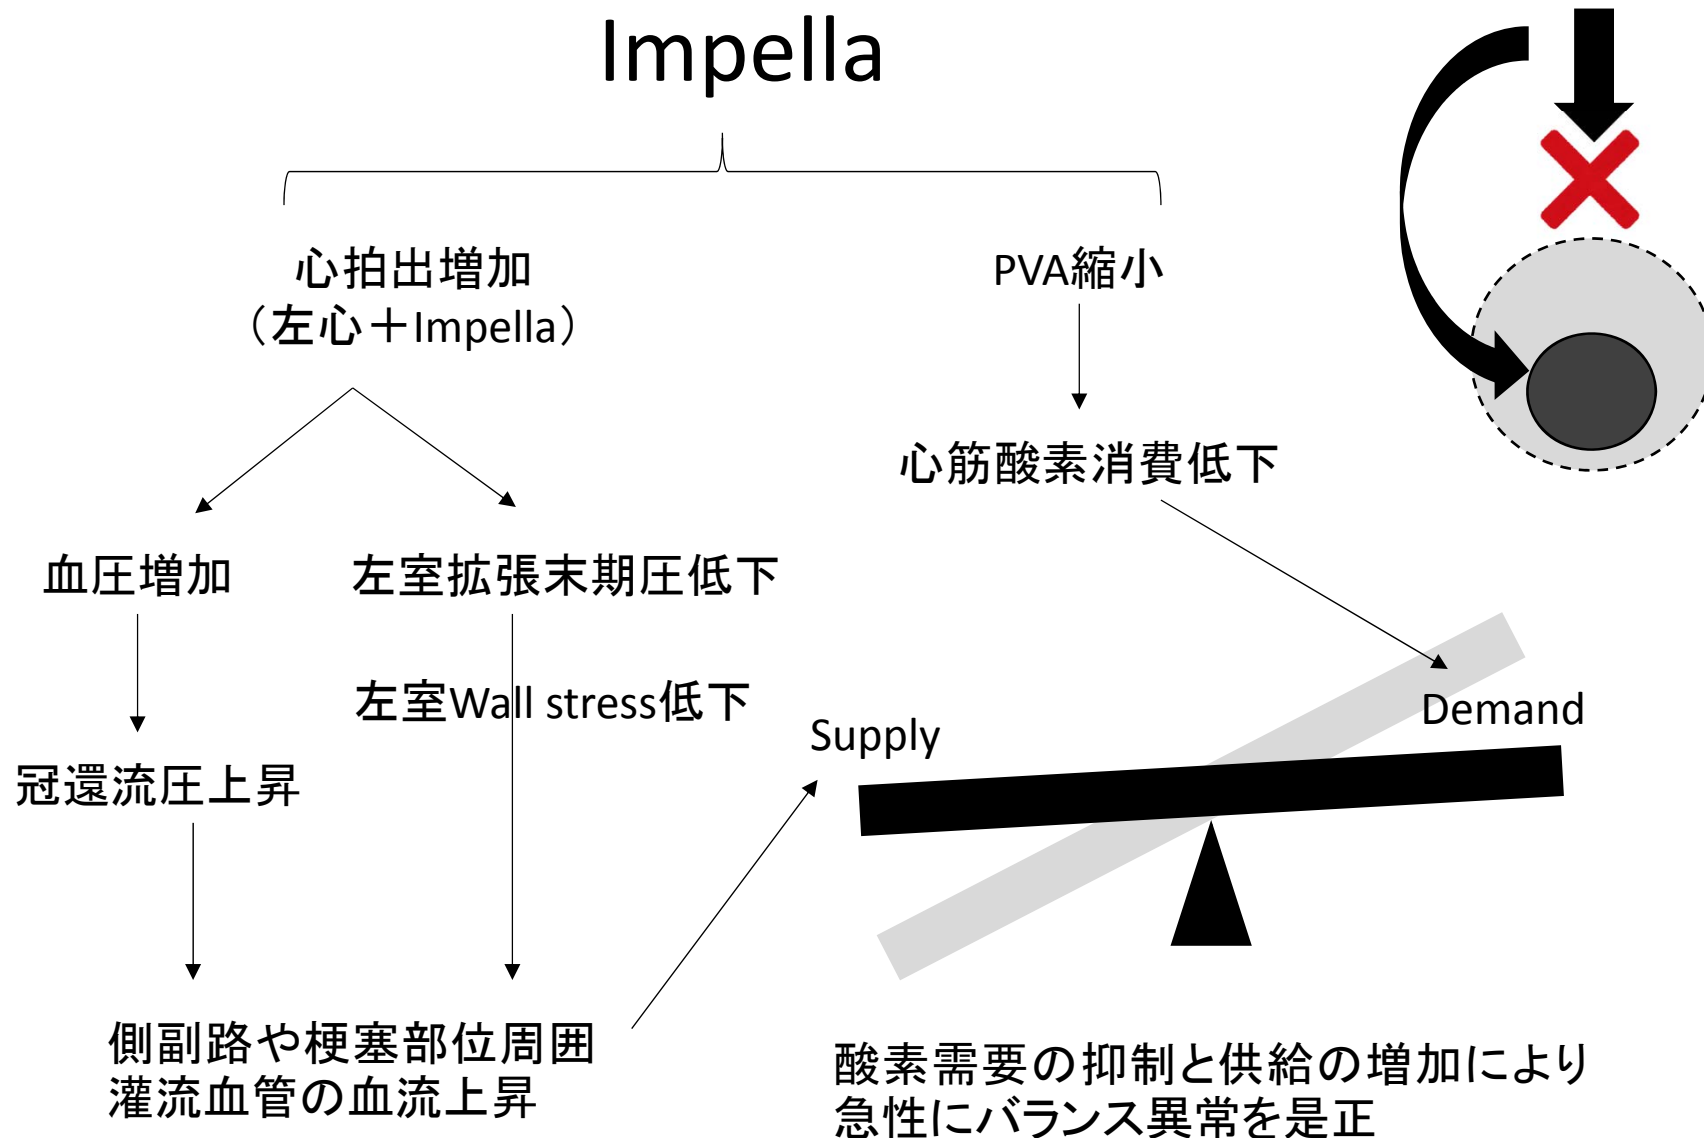 Impella
心拍出増加
（左心＋Impella）
PVA縮小
心筋酸素消費低下
血圧増加
左室拡張末期圧低下
左室Wall stress低下
冠還流圧上昇
Supply
Demand
側副路や梗塞部位周囲
灌流血管の血流上昇
酸素需要の抑制と供給の増加により
急性にバランス異常を是正